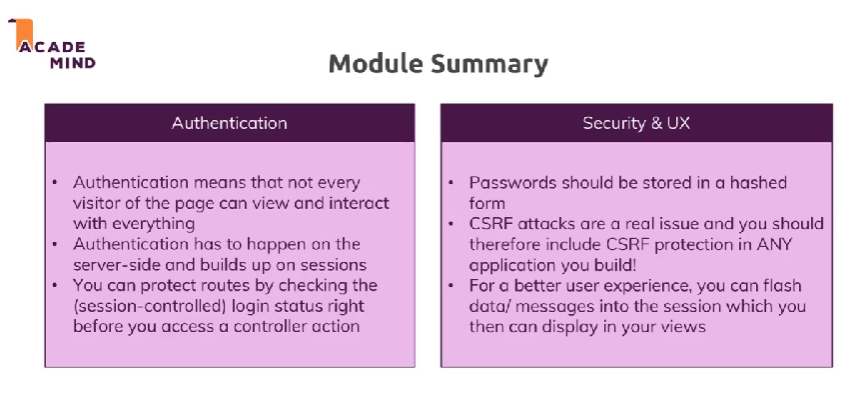 ACADE
MIND
Module Summary
Authentication
• Authentication means that not every
visitor of the page can view and interact
with everything
• Authentication has to happen on the
server-side and builds up on sessions
• You can protect routes by checking the
(session-controlled) login status right
before you access a controller action
Security & UX
• Passwords should be stored in a hashed
form
• CSRF attacks are a real issue and you should
therefore include CSRF protection in ANY
application you build!
• For a better user experience, you can flash
data/ messages into the session which you
then can display in your views